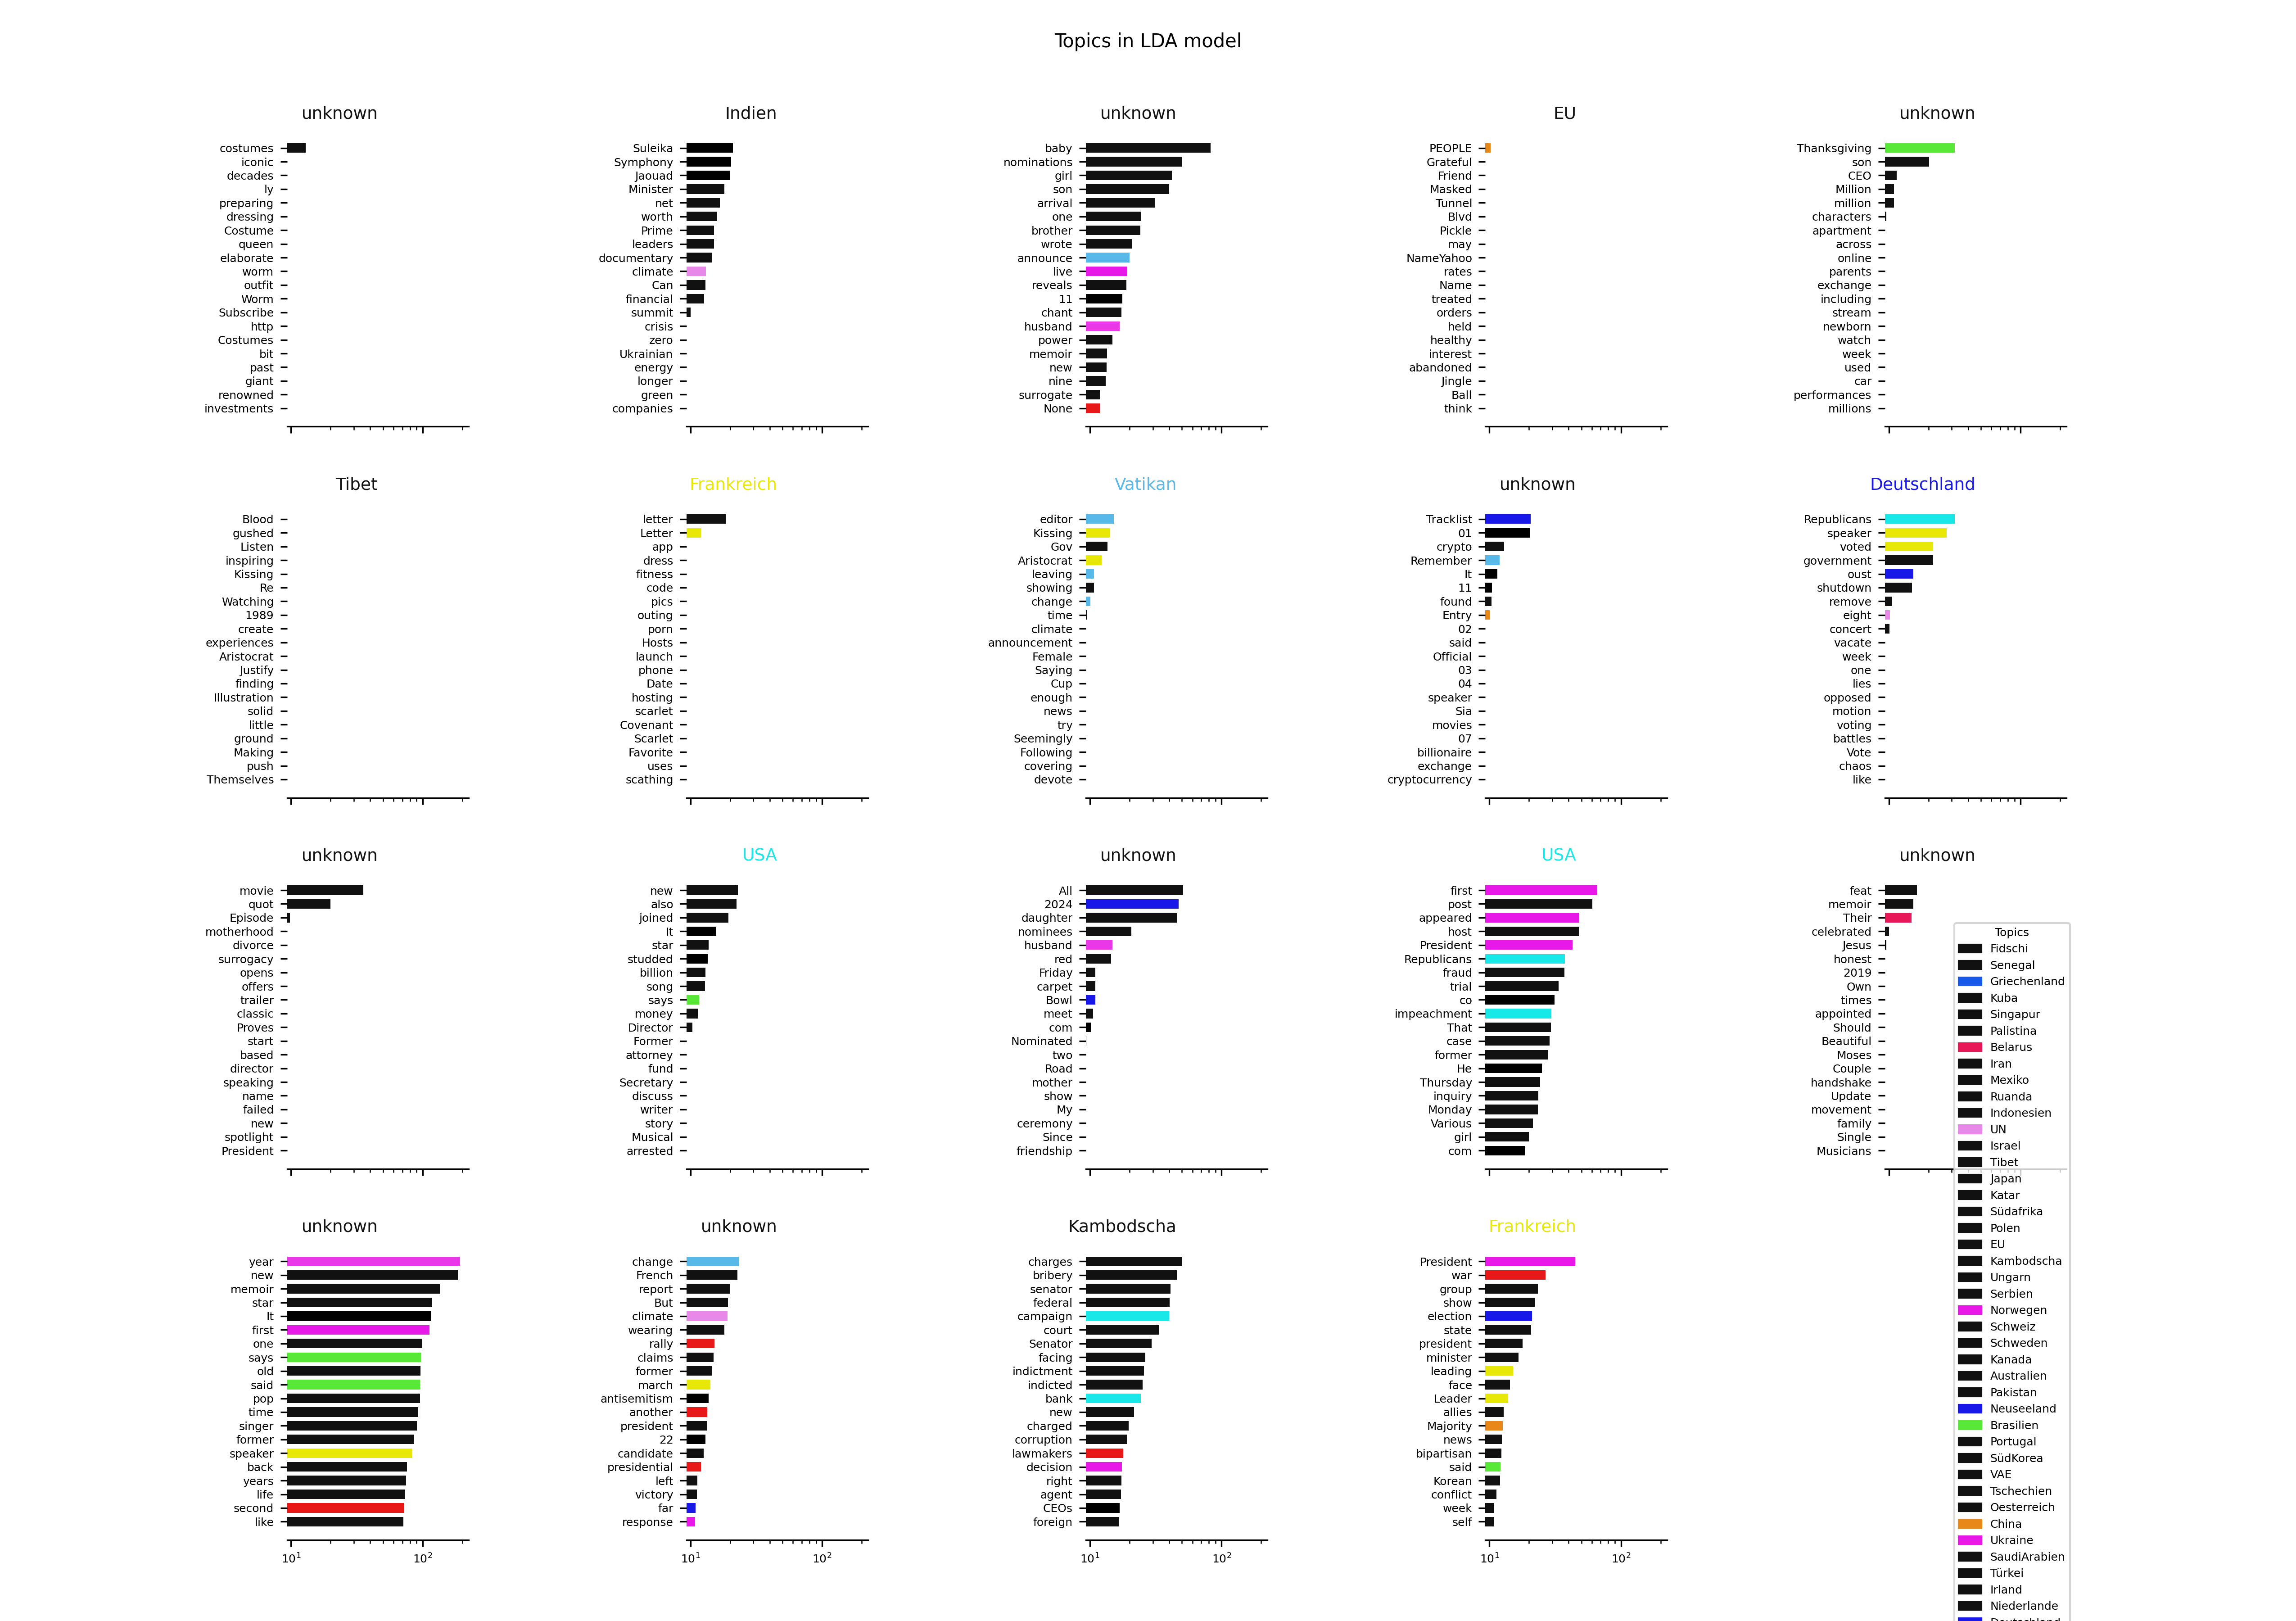 Topics in LDA model
unknown
costumes
iconic
decades
ly
preparing
dressing
Costume
queen
elaborate
worm
outfit
Worm
Subscribe
http
Costumes
bit
past
giant
renowned
investments
Indien
Suleika
Symphony
Jaouad
Minister
net
worth
Prime
leaders
documentary
climate
Can
financial
summit
crisis
zero
Ukrainian
energy
longer
green
companies
unknown
baby
nominations
girl
son
arrival
one
brother
wrote
announce
live
reveals
11
chant
husband
power
memoir
new
nine
surrogate
None
EU
PEOPLE
Grateful
Friend
Masked
Tunnel
Blvd
Pickle
may
NameYahoo
rates
Name
treated
orders
held
healthy
interest
abandoned
Jingle
Ball
think
unknown
Thanksgiving
son
CEO
Million
million
characters
apartment
across
online
parents
exchange
including
stream
newborn
watch
week
used
car
performances
millions
Tibet
Blood
gushed
Listen
inspiring
Kissing
Re
Watching
1989
create
experiences
Aristocrat
Justify
finding
Illustration
solid
little
ground
Making
push
Themselves
Frankreich
letter
Letter
app
dress
fitness
code
pics
outing
porn
Hosts
launch
phone
Date
hosting
scarlet
Covenant
Scarlet
Favorite
uses
scathing
Vatikan
editor
Kissing
Gov
Aristocrat
leaving
showing
change
time
climate
announcement
Female
Saying
Cup
enough
news
try
Seemingly
Following
covering
devote
unknown
Tracklist
01
crypto
Remember
It
11
found
Entry
02
said
Official
03
04
speaker
Sia
movies
07
billionaire
exchange
cryptocurrency
Deutschland
Republicans
speaker
voted
government
oust
shutdown
remove
eight
concert
vacate
week
one
lies
opposed
motion
voting
battles
Vote
chaos
like
unknown
movie
quot
Episode
motherhood
divorce
surrogacy
opens
offers
trailer
classic
Proves
start
based
director
speaking
name
failed
new
spotlight
President
USA
new
also
joined
It
star
studded
billion
song
says
money
Director
Former
attorney
fund
Secretary
discuss
writer
story
Musical
arrested
unknown
All
2024
daughter
nominees
husband
red
Friday
carpet
Bowl
meet
com
Nominated
two
Road
mother
show
My
ceremony
Since
friendship
USA
first
post
appeared
host
President
Republicans
fraud
trial
co
impeachment
That
case
former
He
Thursday
inquiry
Monday
Various
girl
com
unknown
feat
memoir
Their
celebrated
Jesus
honest
2019
Own
times
appointed
Should
Beautiful
Moses
Couple
handshake
Update
movement
family
Single
Musicians
unknown
year
new
memoir
star
It
first
one
says
old
said
pop
time
singer
former
speaker
back
years
life
second
like
10¹
10²
unknown
change
French
report
But
climate
wearing
rally
claims
former
march
antisemitism
another
president
22
candidate
presidential
left
victory
far
response
10¹
10²
Kambodscha
charges
bribery
senator
federal
campaign
court
Senator
facing
indictment
indicted
bank
new
charged
corruption
lawmakers
decision
right
agent
CEOs
foreign
10¹
10²
Frankreich
President
war
group
show
election
state
president
minister
leading
face
Leader
allies
Majority
news
bipartisan
said
Korean
conflict
week
self
10¹
10²
Topics
Fidschi
Senegal
Griechenland
Kuba
Singapur
Palistina
Belarus
Iran
Mexiko
Ruanda
Indonesien
UN
Israel
Tibet
Japan
Katar
Südafrika
Polen
EU
Kambodscha
Ungarn
Serbien
Norwegen
Schweiz
Schweden
Kanada
Australien
Pakistan
Neuseeland
Brasilien
Portugal
SüdKorea
VAE
Tschechien
Oesterreich
China
Ukraine
SaudiArabien
Türkei
Irland
Niederlande